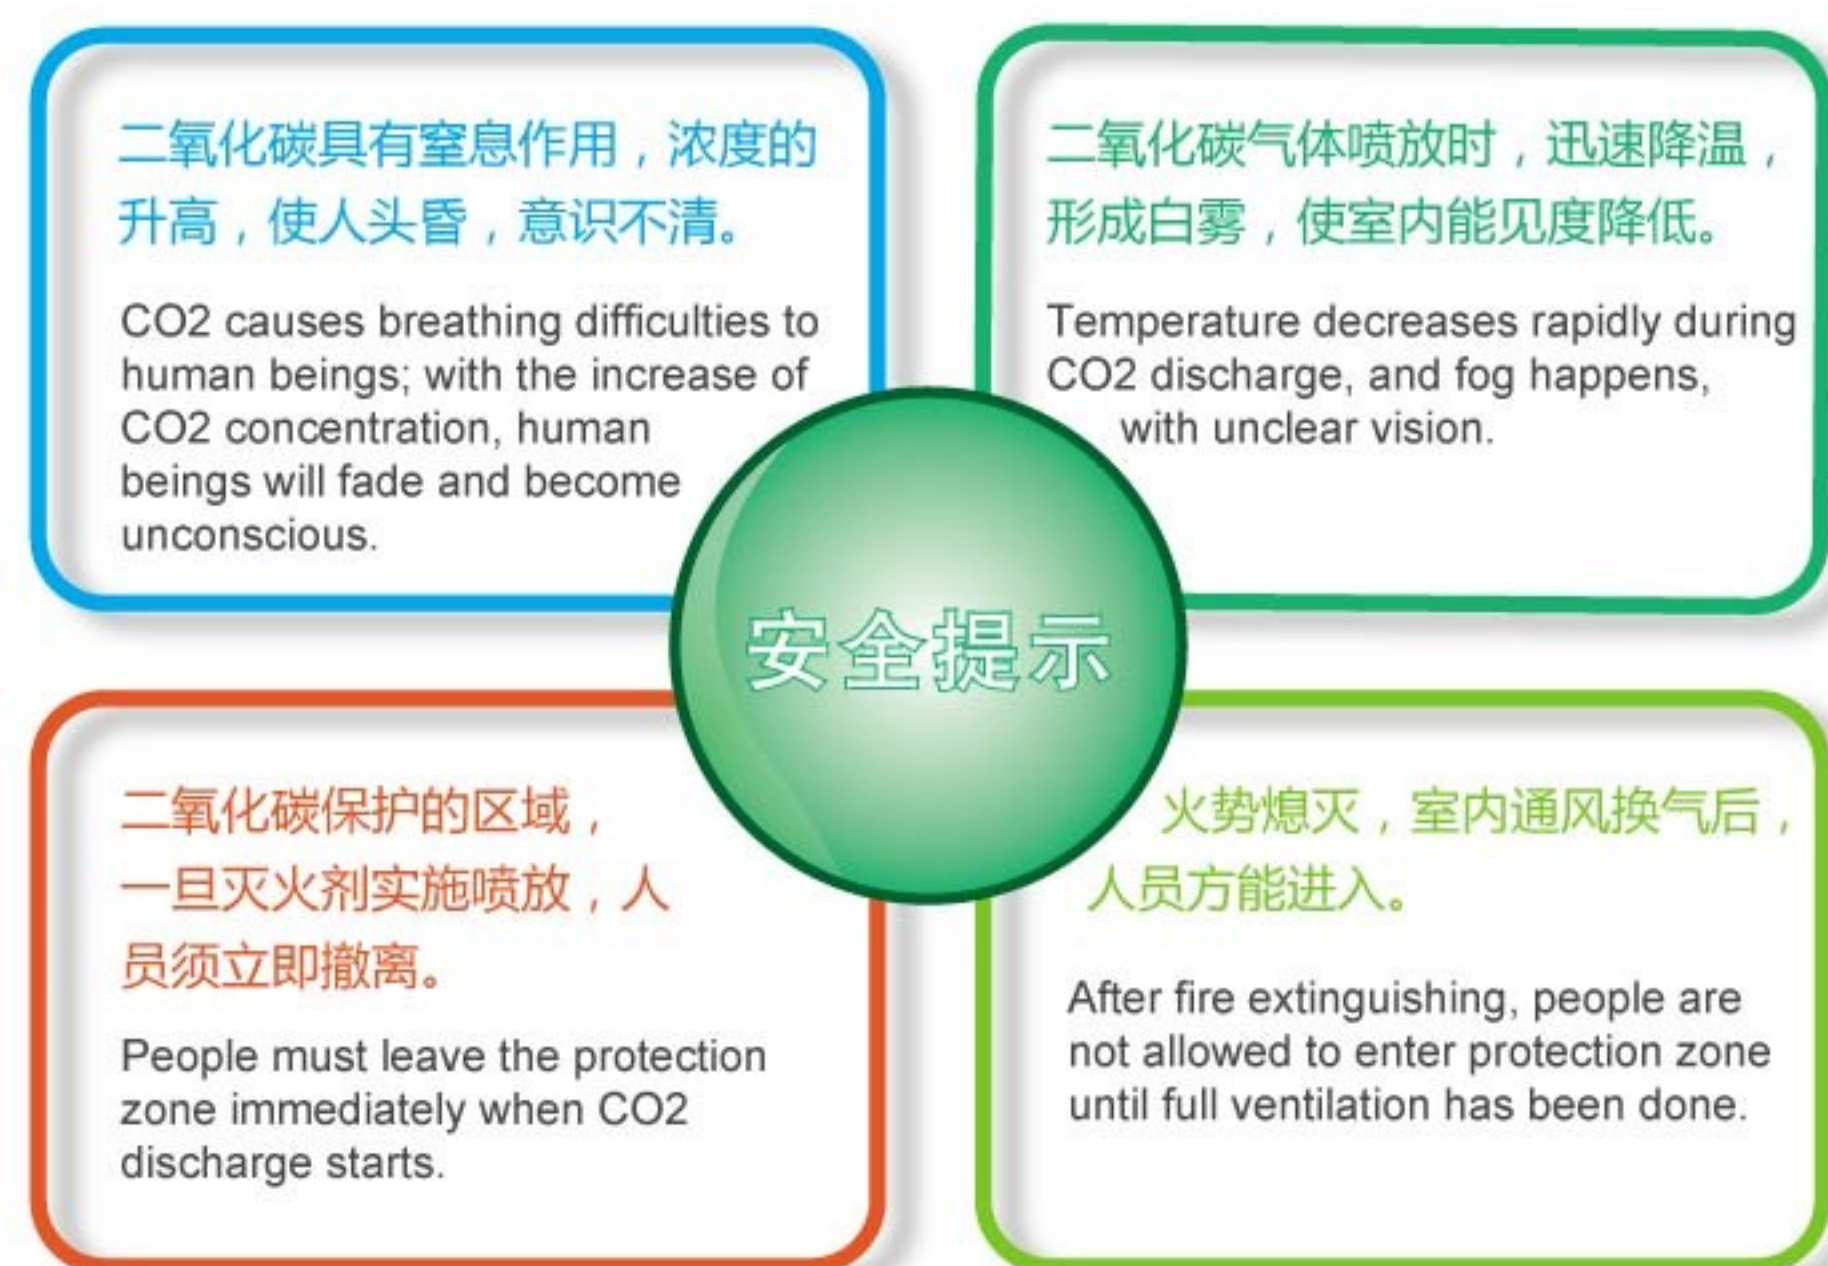 二氧化碳具有窒息作用，浓度的
升高，使人头昏，意识不清。
CO2 causes breathing difficulties to
human beings; with the increase of
CO2 concentration, human
beings will fade and become
unconscious.
二氧化碳气体喷放时，迅速降温，
形成白雾，使室内能见度降低。
Temperature decreases rapidly during
CO2 discharge, and fog happens,
with unclear vision.
安全提示
二氧化碳保护的区域，
一旦灭火剂实施喷放，人
员须立即撤离。
People must leave the protection
zone immediately when CO2
discharge starts.
火势熄灭，室内通风换气后，
人员方能进入。
After fire extinguishing, people are
not allowed to enter protection zone
until full ventilation has been done.